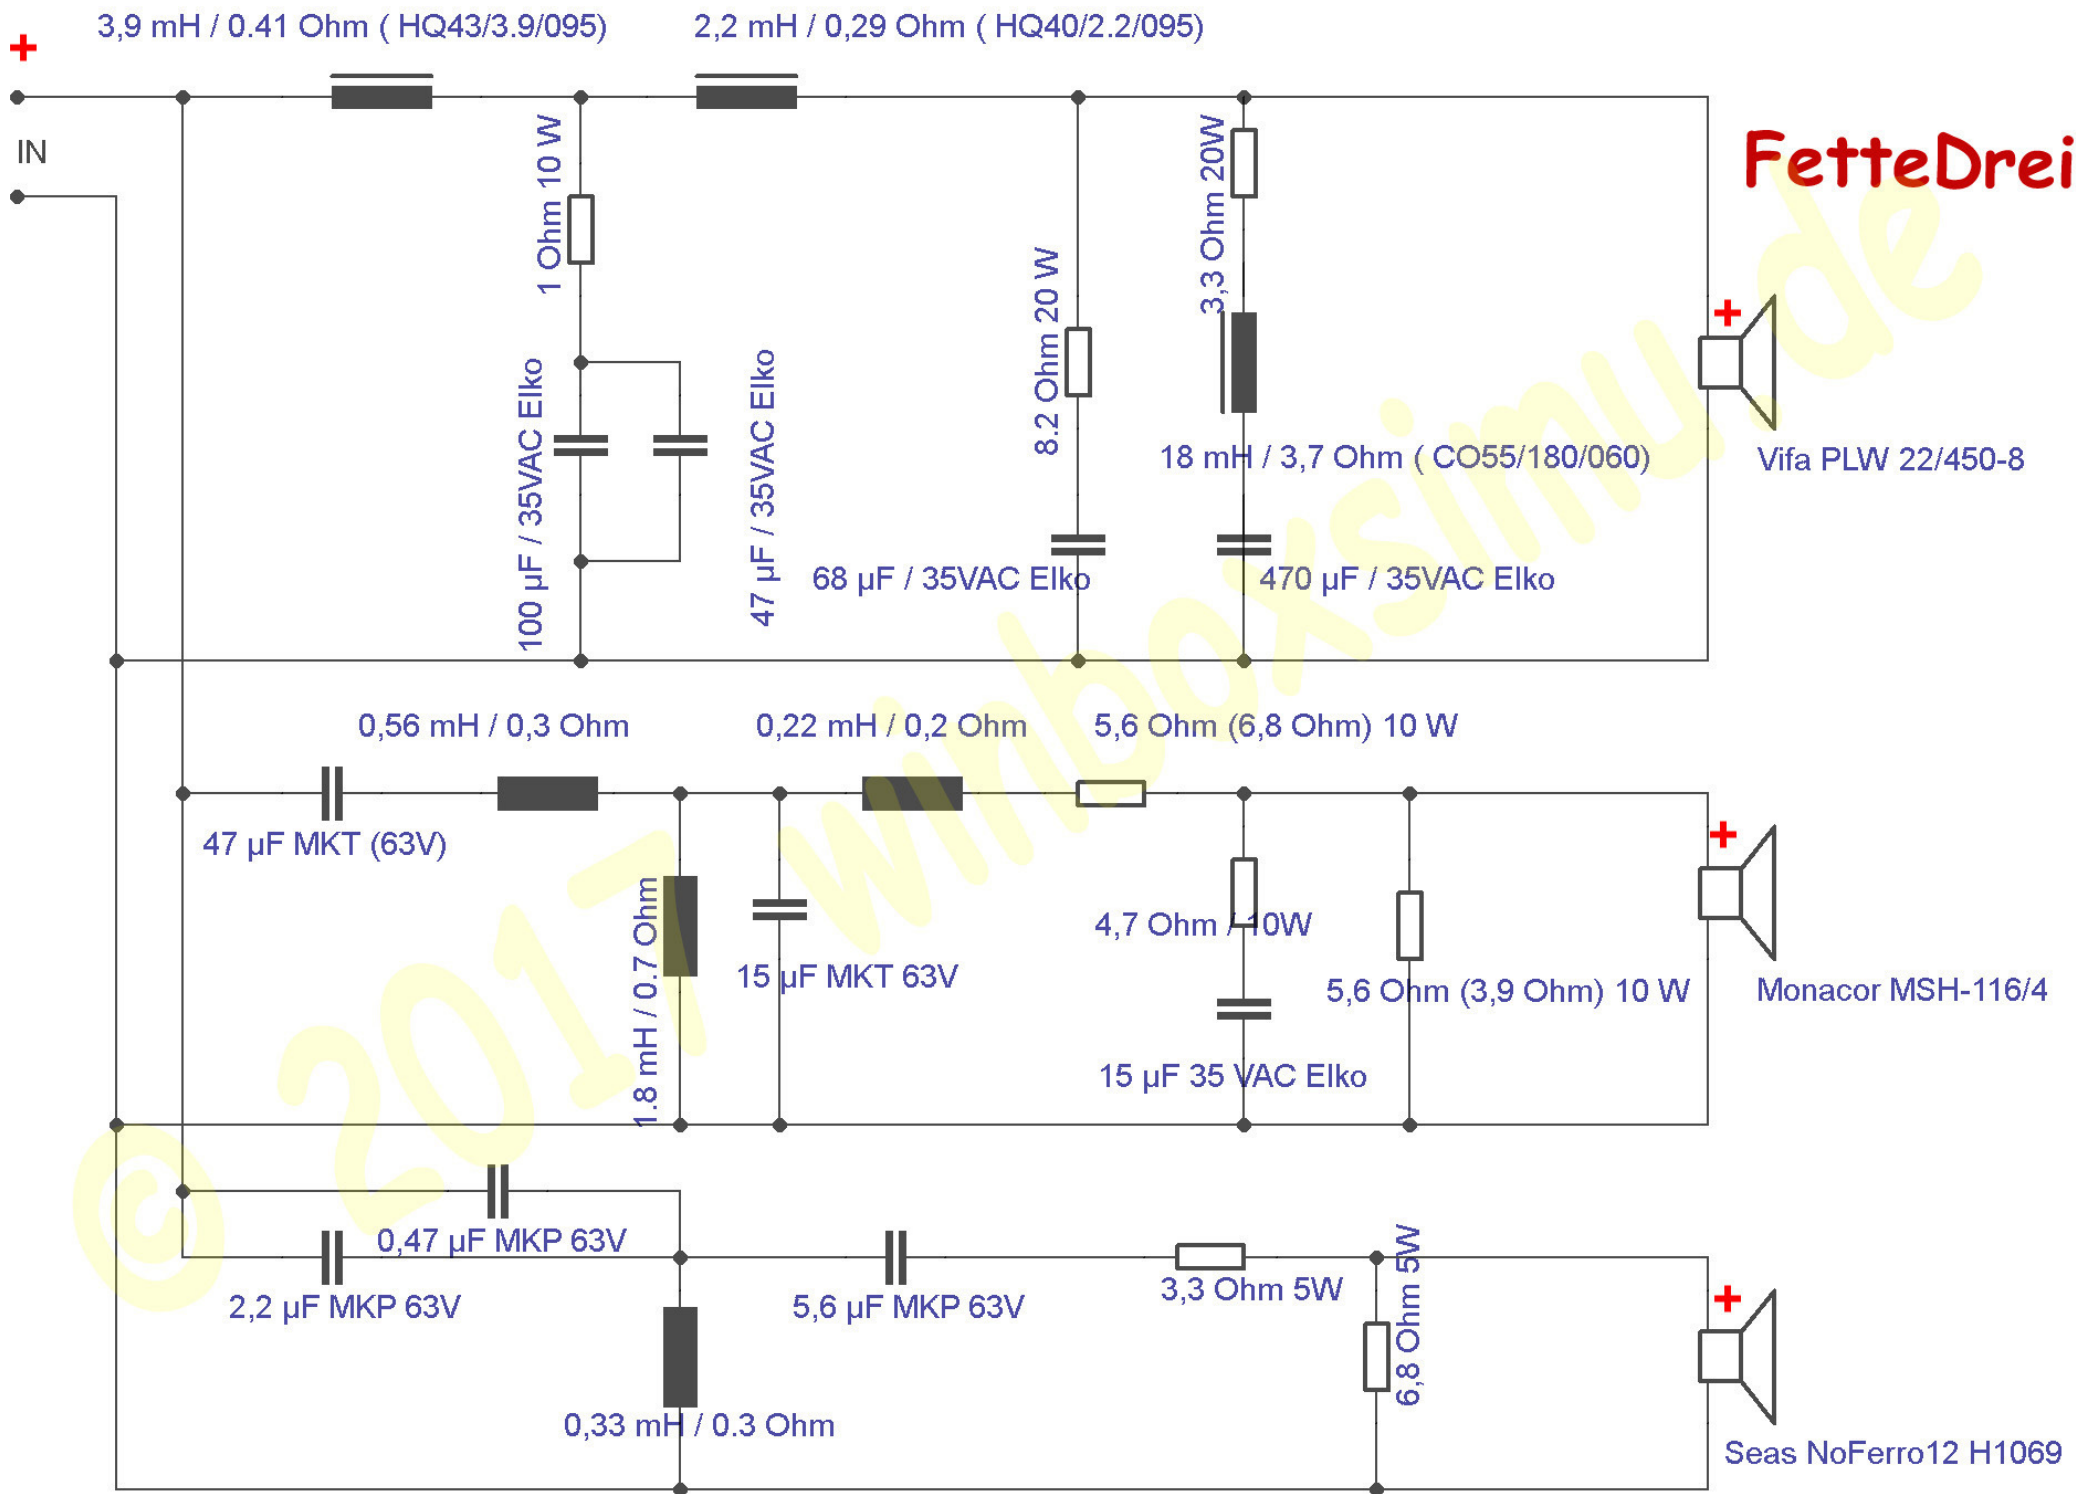 3,9 mH / 0.41 Ohm ( HQ43/3.9/095)
2,2 mH / 0,29 Ohm ( HQ40/2.2/095)
+
IN
FetteDrei
1 Ohm 10 W
3,3 Ohm 20W
8.2 Ohm 20 W
+
100 µF / 35VAC Elko
47 µF / 35VAC Elko
18 mH / 3,7 Ohm ( CO55/180/060)
Vifa PLW 22/450-8
68 µF / 35VAC Elko
470 µF / 35VAC Elko
0,56 mH / 0,3 Ohm
0,22 mH / 0,2 Ohm
5,6 Ohm (6,8 Ohm) 10 W
47 µF MKT (63V)
+
1.8 mH / 0.7 Ohm
15 µF MKT 63V
4,7 Ohm / 10W
5,6 Ohm (3,9 Ohm) 10 W
Monacor MSH-116/4
15 µF 35 VAC Elko
0,47 µF MKP 63V
2,2 µF MKP 63V
5,6 µF MKP 63V
3,3 Ohm 5W
6,8 Ohm 5W
+
0,33 mH / 0.3 Ohm
Seas NoFerro12 H1069
© 2017 winboxsimu.de